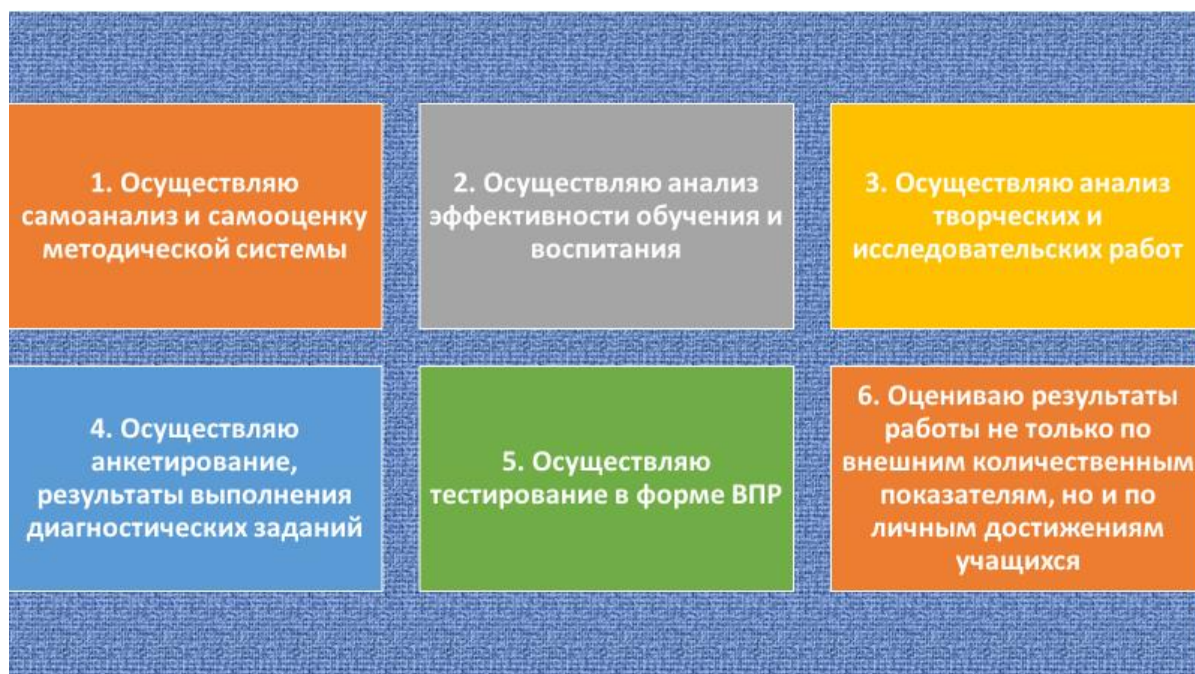 1. Осуществляю
самоанализ и самооценку
методической системы
2. Осуществляю анализ
эффективности обучения и
воспитания
3. Осуществляю анализ
творческих и
исследовательских работ
4. Осуществляю
анкетирование,
результаты выполнения
диагностических заданий
5. Осуществляю
тестирование в форме ВПР
6. Оцениваю результаты
работы не только по
внешним количественным
показателям, но и по
личным достижениям
учащихся